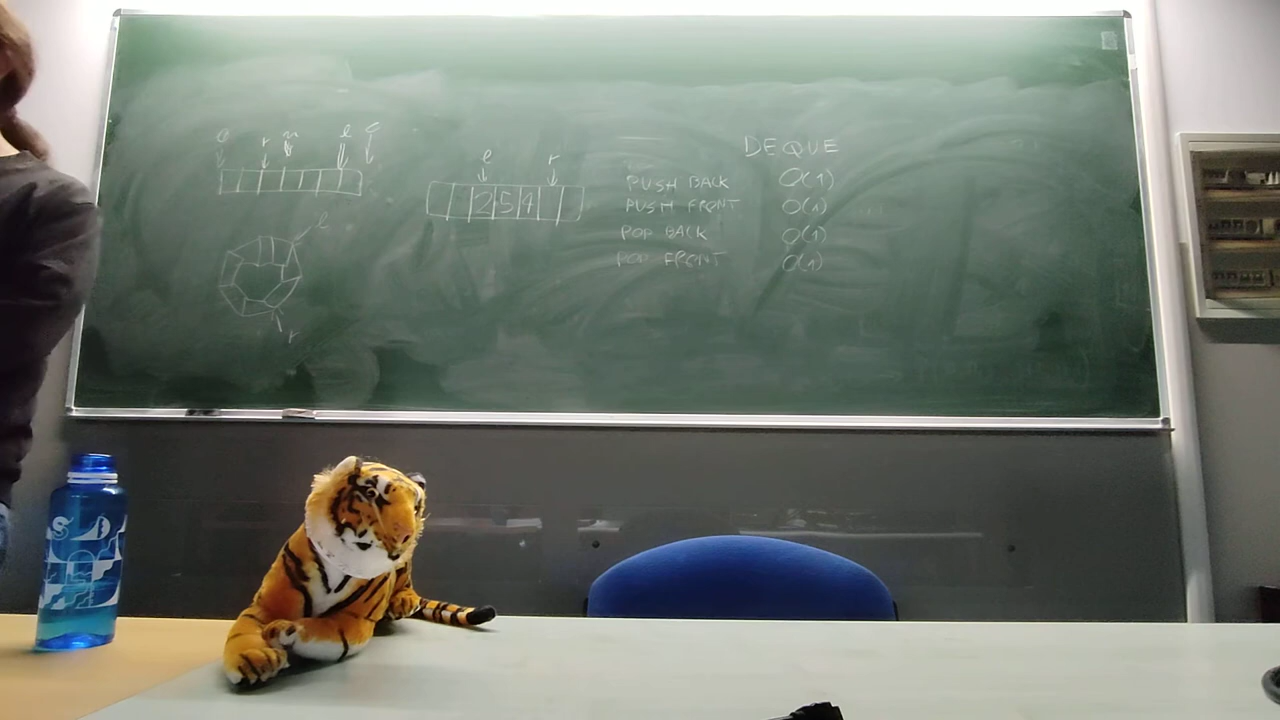 r
l
l
r
l
r
2 5 4
DEQUE
PUSH BACK O(1)
PUSH FRONT O(1)
POP BACK O(1)
POP FRONT O(1)